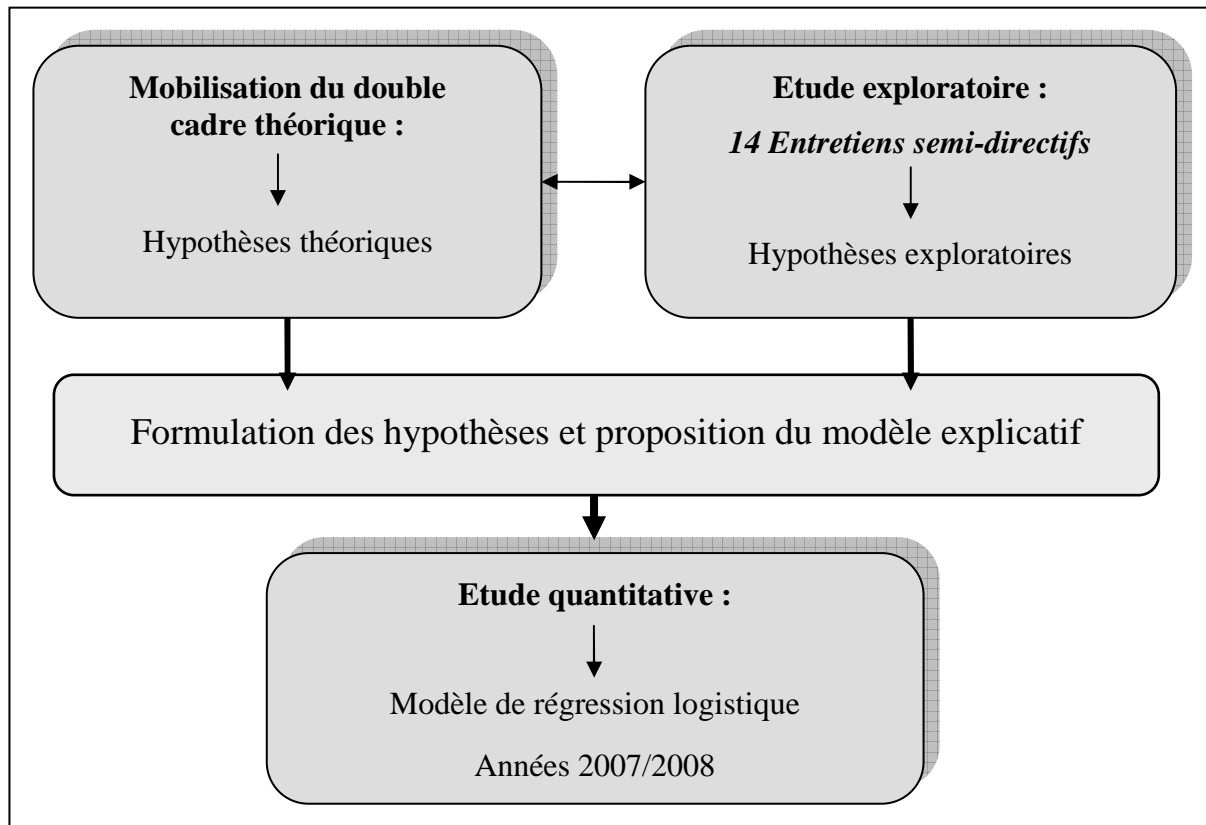 Mobilisation du double
cadre théorique :
Hypothèses théoriques
Etude exploratoire :
14 Entretiens semi-directifs
Hypothèses exploratoires
Formulation des hypothèses et proposition du modèle explicatif
Etude quantitative :
Modèle de régression logistique
Années 2007/2008